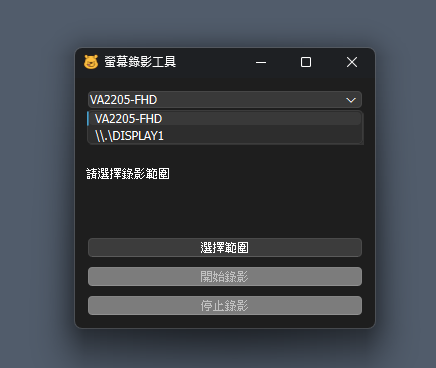 螢幕錄影工具
VA2205-FHD
VA2205-FHD
\\.\DISPLAY1
請選擇錄影範圍
選擇範圍
開始錄影
停止錄影